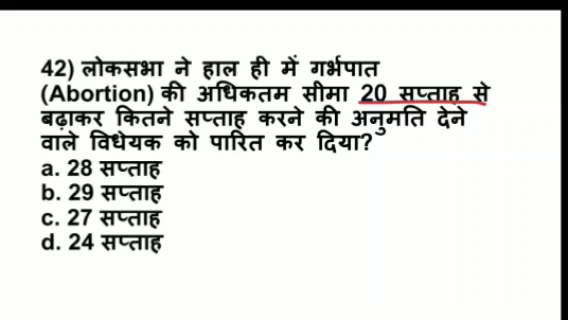 42) लोकसभा ने हाल ही में गर्भपात
(Abortion) की अधिकतम सीमा 20 सप्ताह से
बढ़ाकर कितने सप्ताह करने की अनुमति देने
वाले विधेयक को पारित कर दिया?
a. 28 सप्ताह
b. 29 सप्ताह
c. 27 सप्ताह
d. 24 सप्ताह